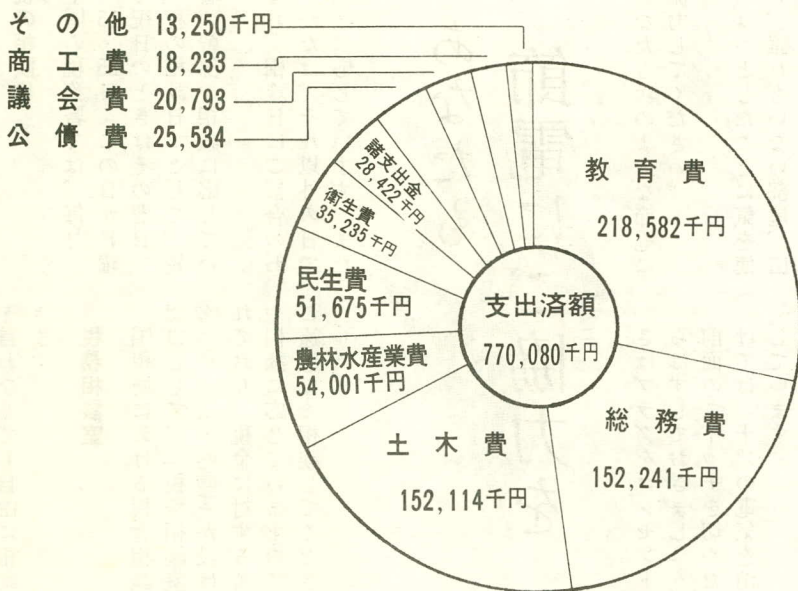 その他 13,250千円
商工費 18,233
議会費 20,793
公債費 25,534
諸支出金
28,422千円
衛生費
35,235千円
民生費
51,675千円
農林水産業費
54,001千円
土木費
152,114千円
教育費
218,582千円
総務費
152,241千円
支出済額
770,080千円